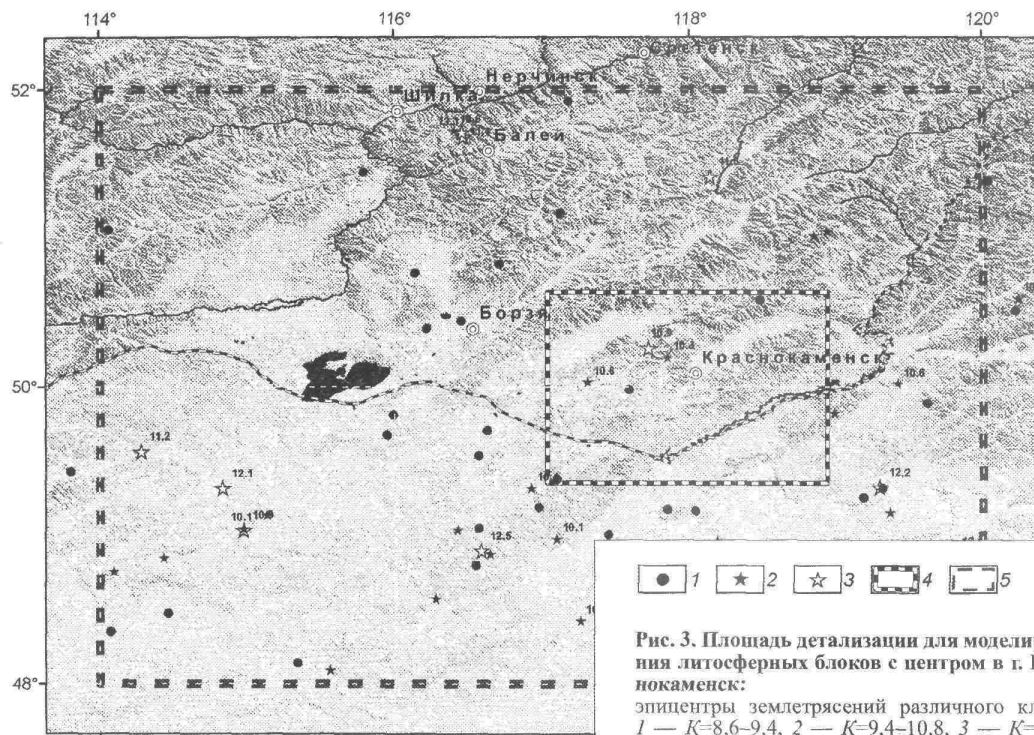 114° 116° 118° 120°
Сретенск
Нерчинск
52°
Шилка
Балей
Борзя
10.4
Краснокаменск
50°
10.6 10.6
11.2
12.1 12.2
10.1
10.1
12.5
1 2 3 4 5
Рис. 3. Площадь детализации для модели
ния литосферных блоков с центром в г.
нокаменск:
48°
эпицентры землетрясений различного кл
1 — К=8,6–9,4, 2 — К=9,4–10,8, 3 — К=